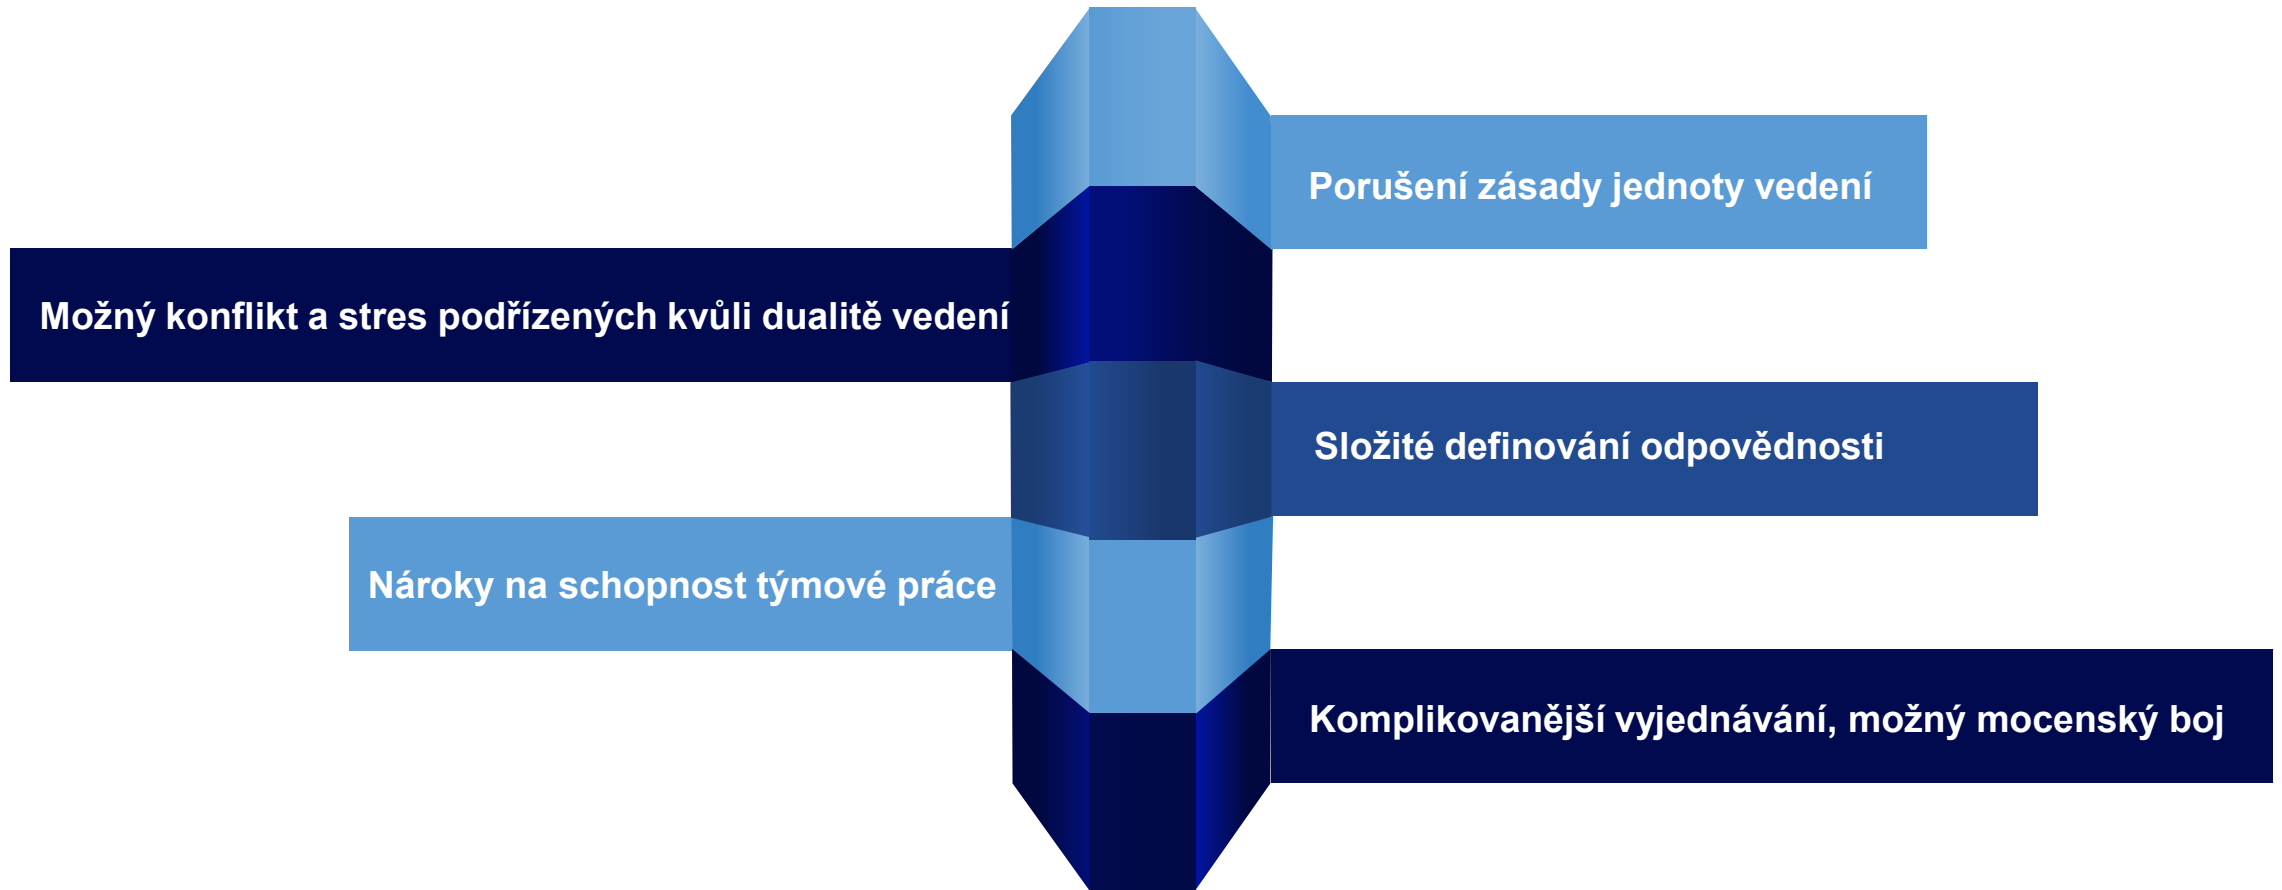 Porušení zásady jednoty vedení
Možný konflikt a stres podřízených kvůli dualitě vedení
Složité definování odpovědnosti
Nároky na schopnost týmové práce
Komplikovanější vyjednávání, možný mocenský boj